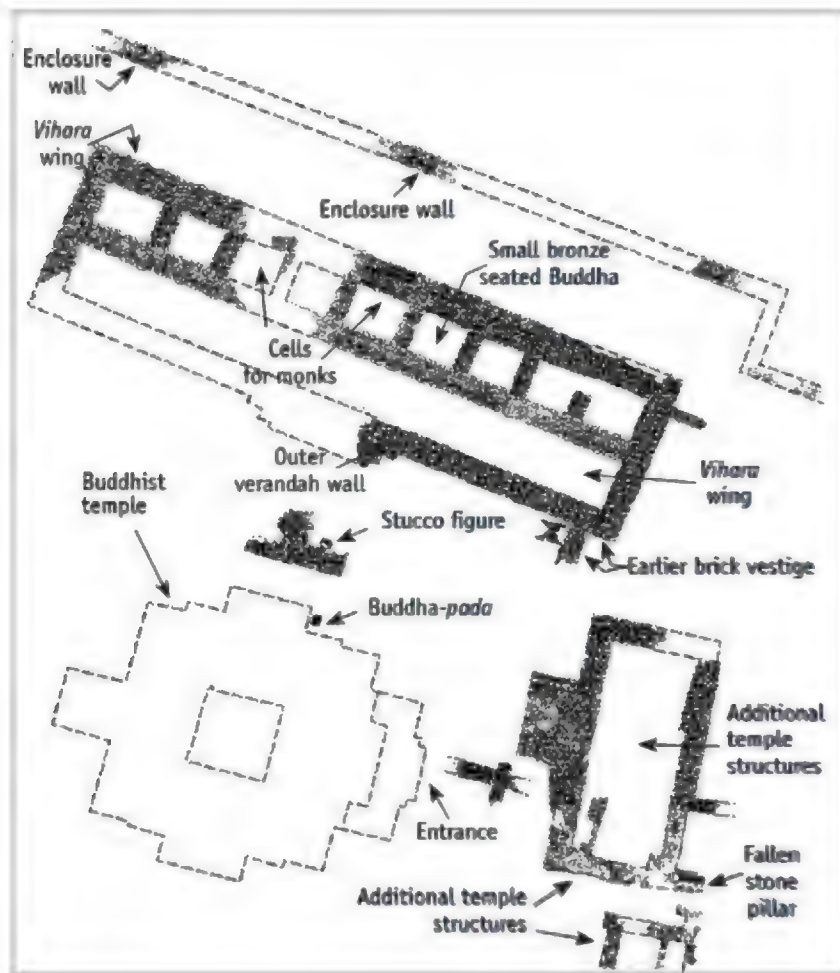 Enclosure
wall
Vihara
wing
Enclosure wall
Small bronze
seated Buddha
Cells
for monks
Outer
verandah wall
Vihara
wing
Buddhist
temple
Stucco figure
Earlier brick vestige
Buddha-pada
Additional
temple
structures
Entrance
Fallen
stone
pillar
Additional temple
structures